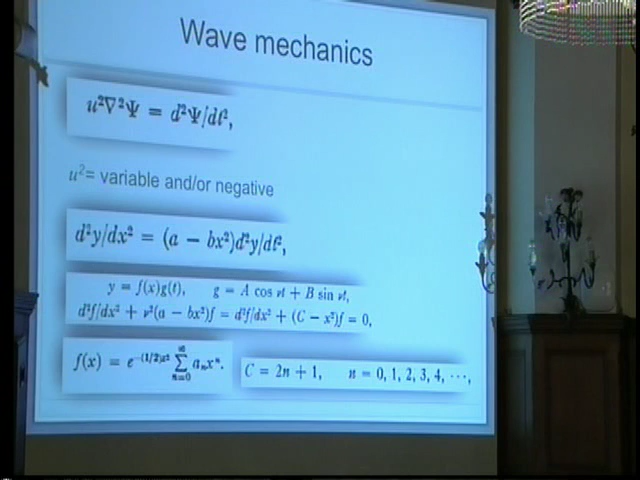 Wave mechanics
u²∇²Ψ = d²Ψ/dt²,
u²= variable and/or negative
d²y/dx² = (a − bx²)d²y/dt²,
y = f(x)g(t), g = A cos νt + B sin νt,
d²f/dx² + ν²(a − bx²)f = d²f/dx² + (C − x²)f = 0,
f(x) = e^−(1/2)x² ∞∑n=0 aₙxⁿ.
C = 2n + 1, n = 0, 1, 2, 3, 4, ···,